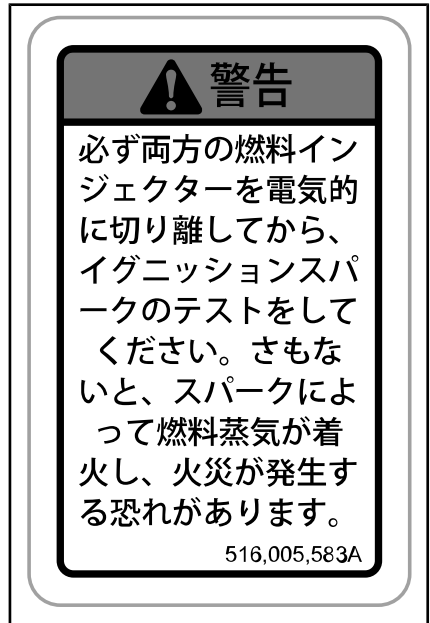 警告
必ず両方の燃料イン
ジェクターを電気的
に切り離してから、
イグニッションスパ
ークのテストをして
ください。さもな
いと、スパークによ
って燃料蒸気が着
火し、火災が発生す
る恐れがあります。
516,005,583A